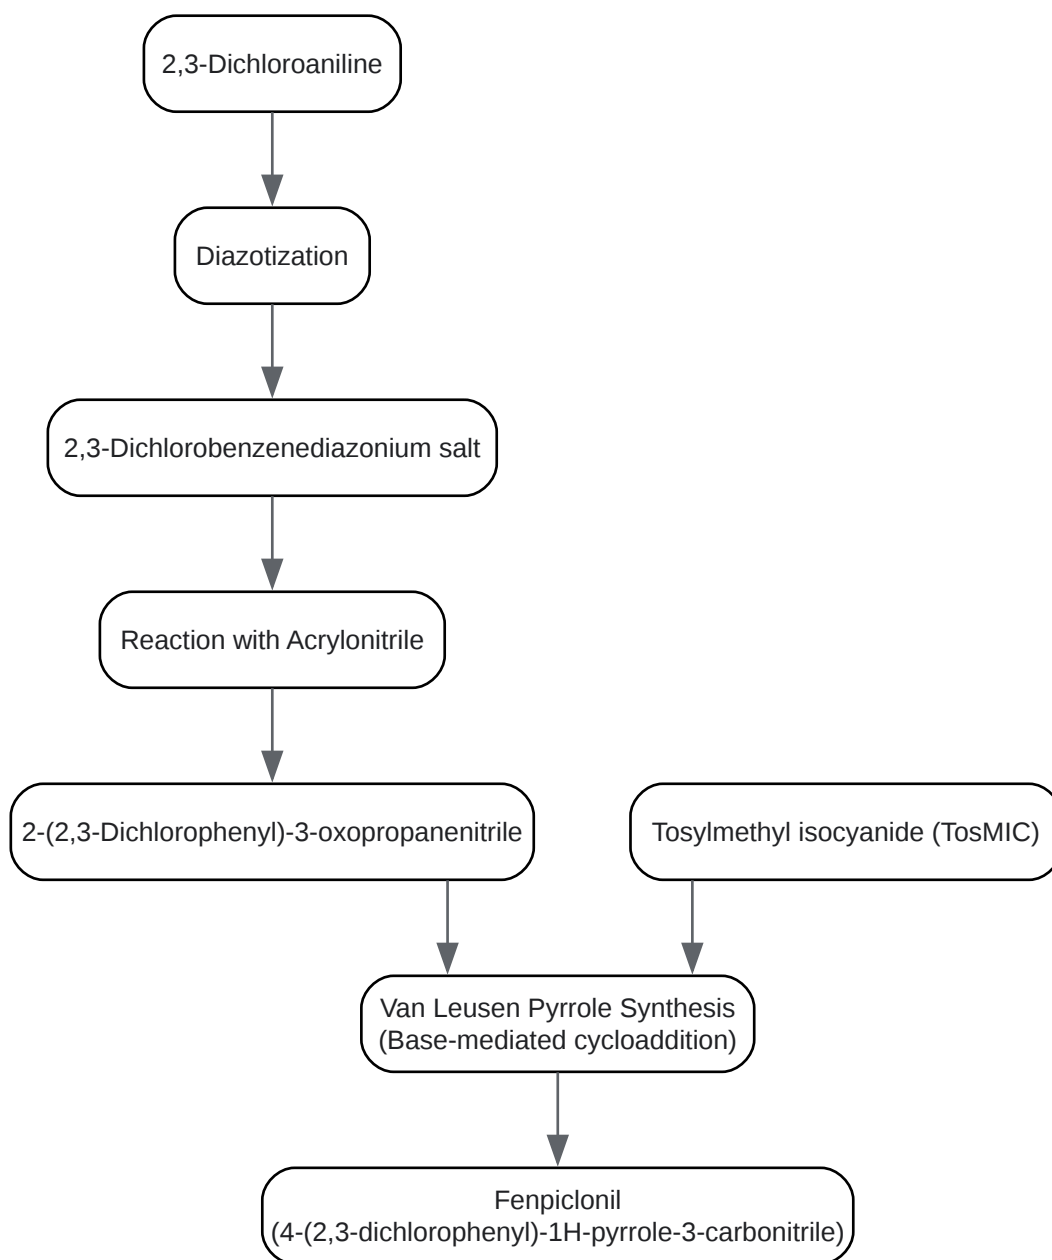 2,3-Dichloroaniline
Diazotization
2,3-Dichlorobenzenediazonium salt
Reaction with Acrylonitrile
2-(2,3-Dichlorophenyl)-3-oxopropanenitrile
Tosylmethyl isocyanide (TosMIC)
Van Leusen Pyrrole Synthesis
(Base-mediated cycloaddition)
Fenpiclonil
(4-(2,3-dichlorophenyl)-1H-pyrrole-3-carbonitrile)